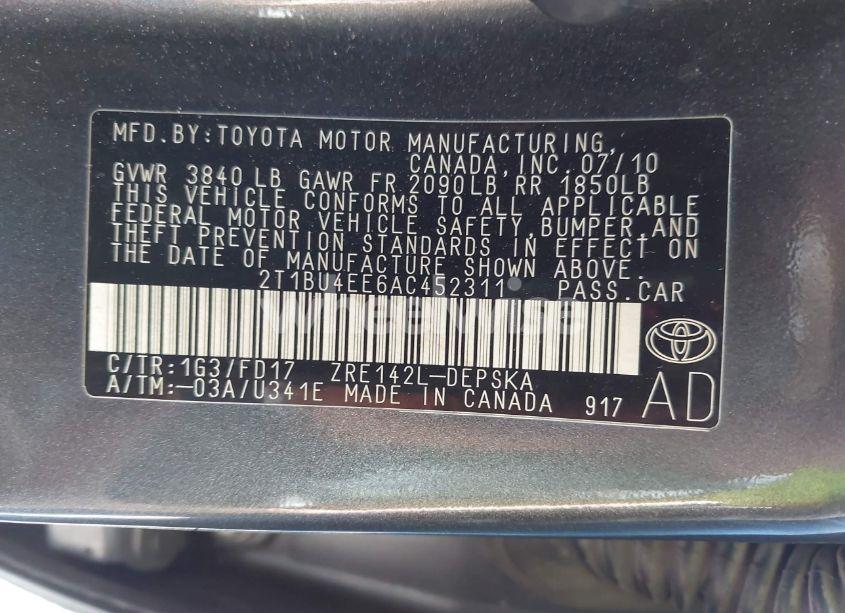 MFD.BY:TOYOTA MOTOR MANUFACTURING,
CANADA,INC.07/10
GVWR 3840LB GAWR FR 2090LB RR 1850LB
THIS VEHICLE CONFORMS TO ALL APPLICABLE
FEDERAL MOTOR VEHICLE SAFETY,BUMPER,AND
THEFT PREVENTION STANDARDS IN EFFECT ON
THE DATE OF MANUFACTURE SHOWN ABOVE.
2T1BU4EE6AC452311 PASS.CAR
WheelWise
C/TR:1G3/FD17 ZRE142L-DEPSKA
A/TM:-03A/U341E MADE IN CANADA 917 AD